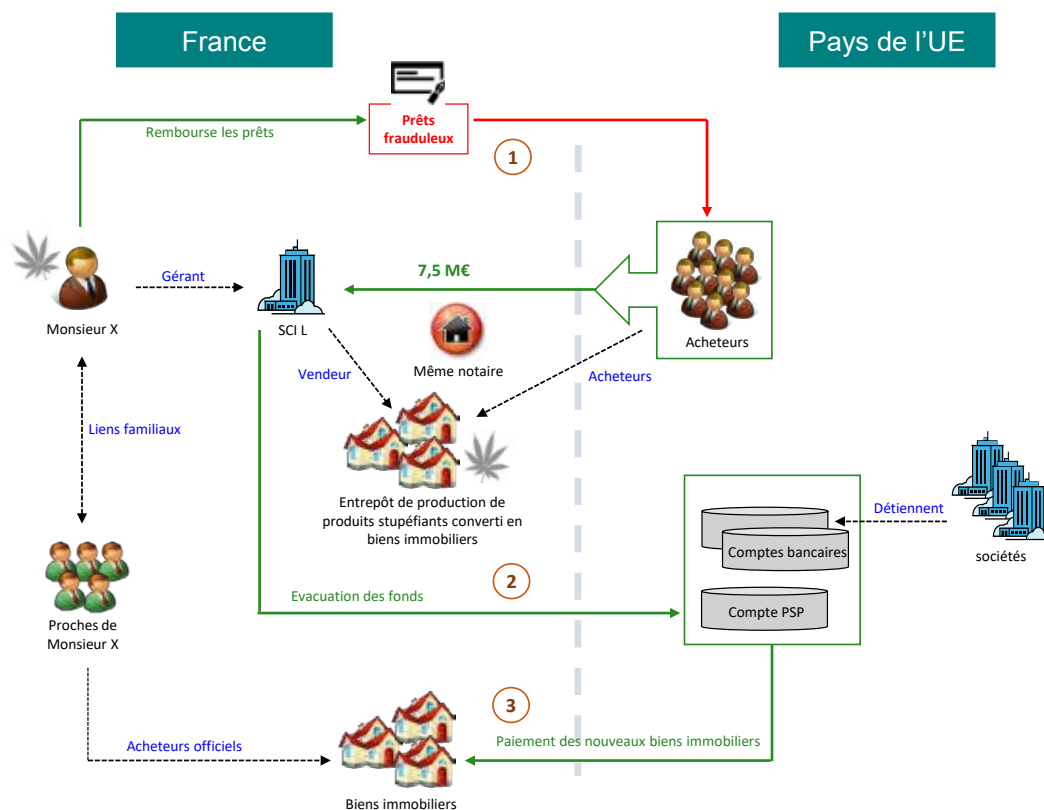 France
Pays de l'UE
Rembourse les prêts
Prêts
frauduleux
1
Gérant
7,5 M€
Monsieur X
SCI L
Même notaire
Acheteurs
Vendeur
Acheteurs
Liens familiaux
Entrepôt de production de
produits stupéfiants converti en
biens immobiliers
Détiennent
Comptes bancaires
sociétés
2
Evacuation des fonds
Compte PSP
Proches de
Monsieur X
3
Acheteurs officiels
Paiement des nouveaux biens immobiliers
Biens immobiliers